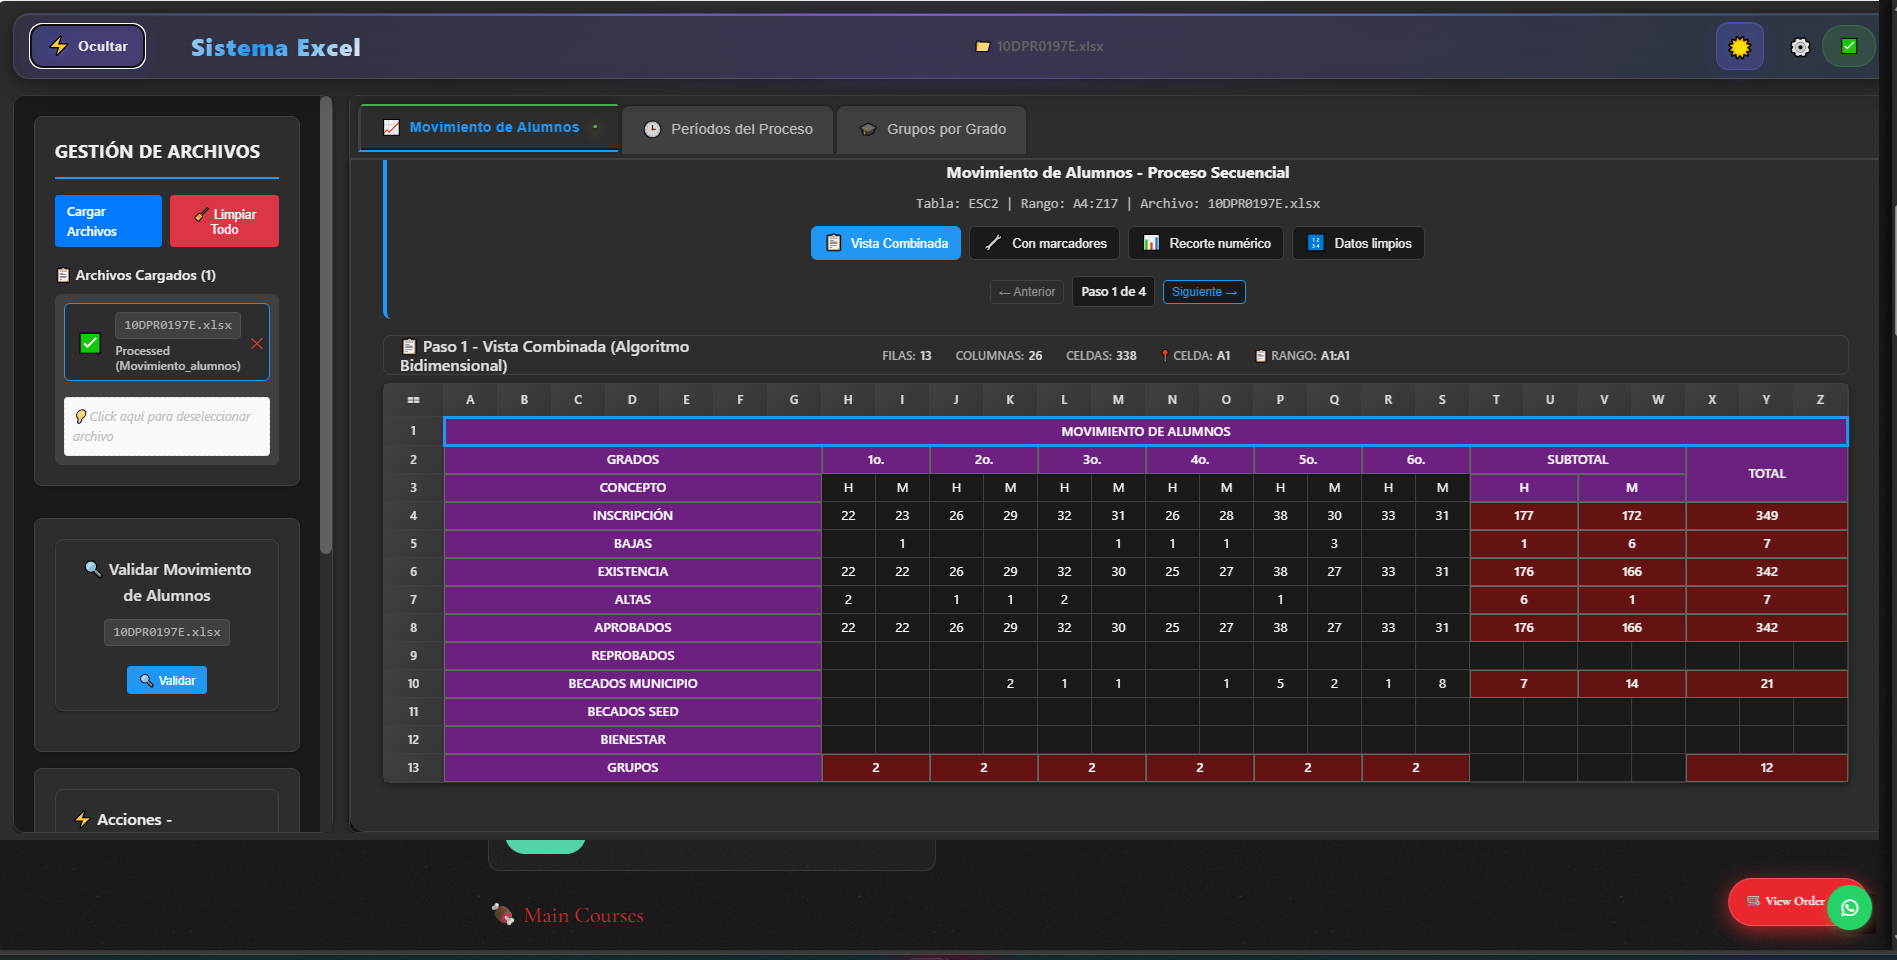 Ocultar
Sistema Excel
10DPR0197E.xlsx
GESTIÓN DE ARCHIVOS
Cargar
Archivos
Limpiar
Todo
Archivos Cargados (1)
10DPR0197E.xlsx
Processed
(Movimiento_alumnos)
Click aquí para deseleccionar
archivo
Validar Movimiento
de Alumnos
10DPR0197E.xlsx
Validar
Acciones -
Movimiento de Alumnos
Períodos del Proceso
Grupos por Grado
Movimiento de Alumnos - Proceso Secuencial
Tabla: ESC2 | Rango: A4:Z17 | Archivo: 10DPR0197E.xlsx
Vista Combinada
Con marcadores
Recorte numérico
Datos limpios
← Anterior
Paso 1 de 4
Siguiente →
Paso 1 - Vista Combinada (Algoritmo
Bidimensional)
FILAS: 13 COLUMNAS: 26 CELDAS: 338 CELDA: A1 RANGO: A1:A1
A B C D E F G H I J K L M N O P Q R S T U V W X Y Z
1 MOVIMIENTO DE ALUMNOS
2 GRADOS 1o. 2o. 3o. 4o. 5o. 6o. SUBTOTAL TOTAL
3 CONCEPTO H M H M H M H M H M H M H M
4 INSCRIPCIÓN 22 23 26 29 32 31 26 28 38 30 33 31 177 172 349
5 BAJAS 1 1 1 1 3 1 6 7
6 EXISTENCIA 22 22 26 29 32 30 25 27 38 27 33 31 176 166 342
7 ALTAS 2 1 1 2 1 6 1 7
8 APROBADOS 22 22 26 29 32 30 25 27 38 27 33 31 176 166 342
9 REPROBADOS
10 BECADOS MUNICIPIO 2 1 1 1 5 2 1 8 7 14 21
11 BECADOS SEED
12 BIENESTAR
13 GRUPOS 2 2 2 2 2 2 12
Main Courses
View Order